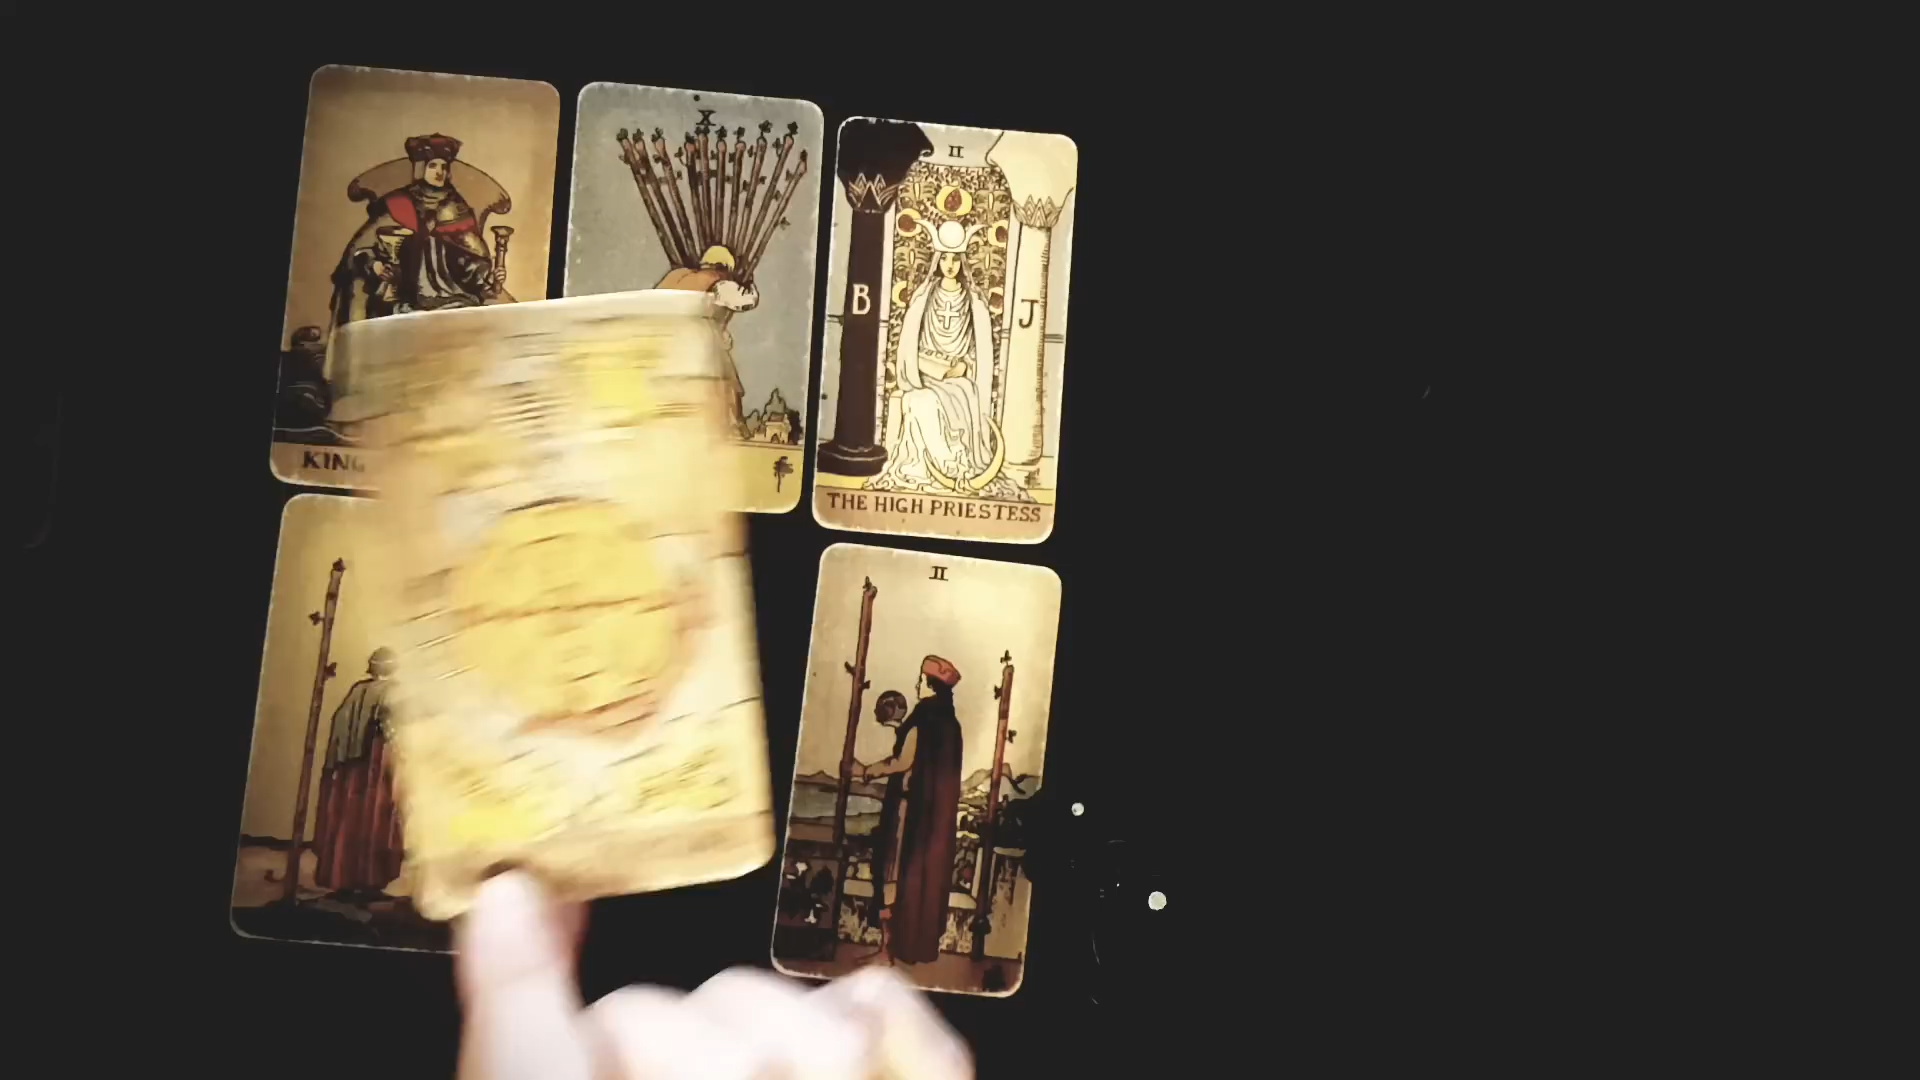 X
II
B
J
THE HIGH PRIESTESS
KING
II